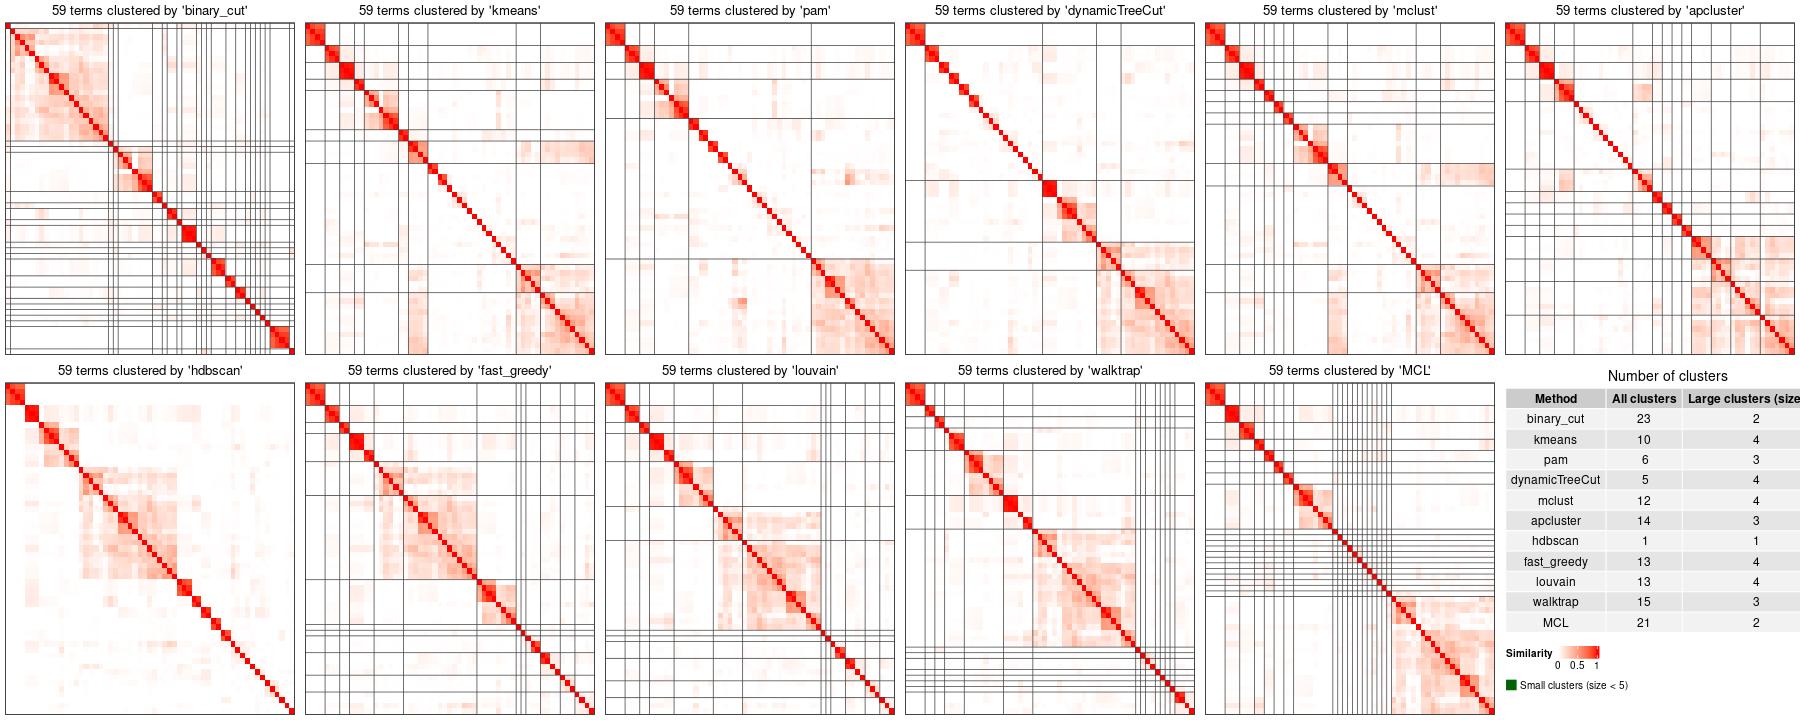 59 terms clustered by 'binary_cut'
59 terms clustered by 'kmeans'
59 terms clustered by 'pam'
59 terms clustered by 'dynamicTreeCut'
59 terms clustered by 'mclust'
59 terms clustered by 'apcluster'
59 terms clustered by 'hdbscan'
59 terms clustered by 'fast_greedy'
59 terms clustered by 'louvain'
59 terms clustered by 'walktrap'
59 terms clustered by 'MCL'
Number of clusters
Method All clusters Large clusters (size
binary_cut 23 2
kmeans 10 4
pam 6 3
dynamicTreeCut 5 4
mclust 12 4
apcluster 14 3
hdbscan 1 1
fast_greedy 13 4
louvain 13 4
walktrap 15 3
MCL 21 2
Similarity
0 0.5 1
Small clusters (size < 5)